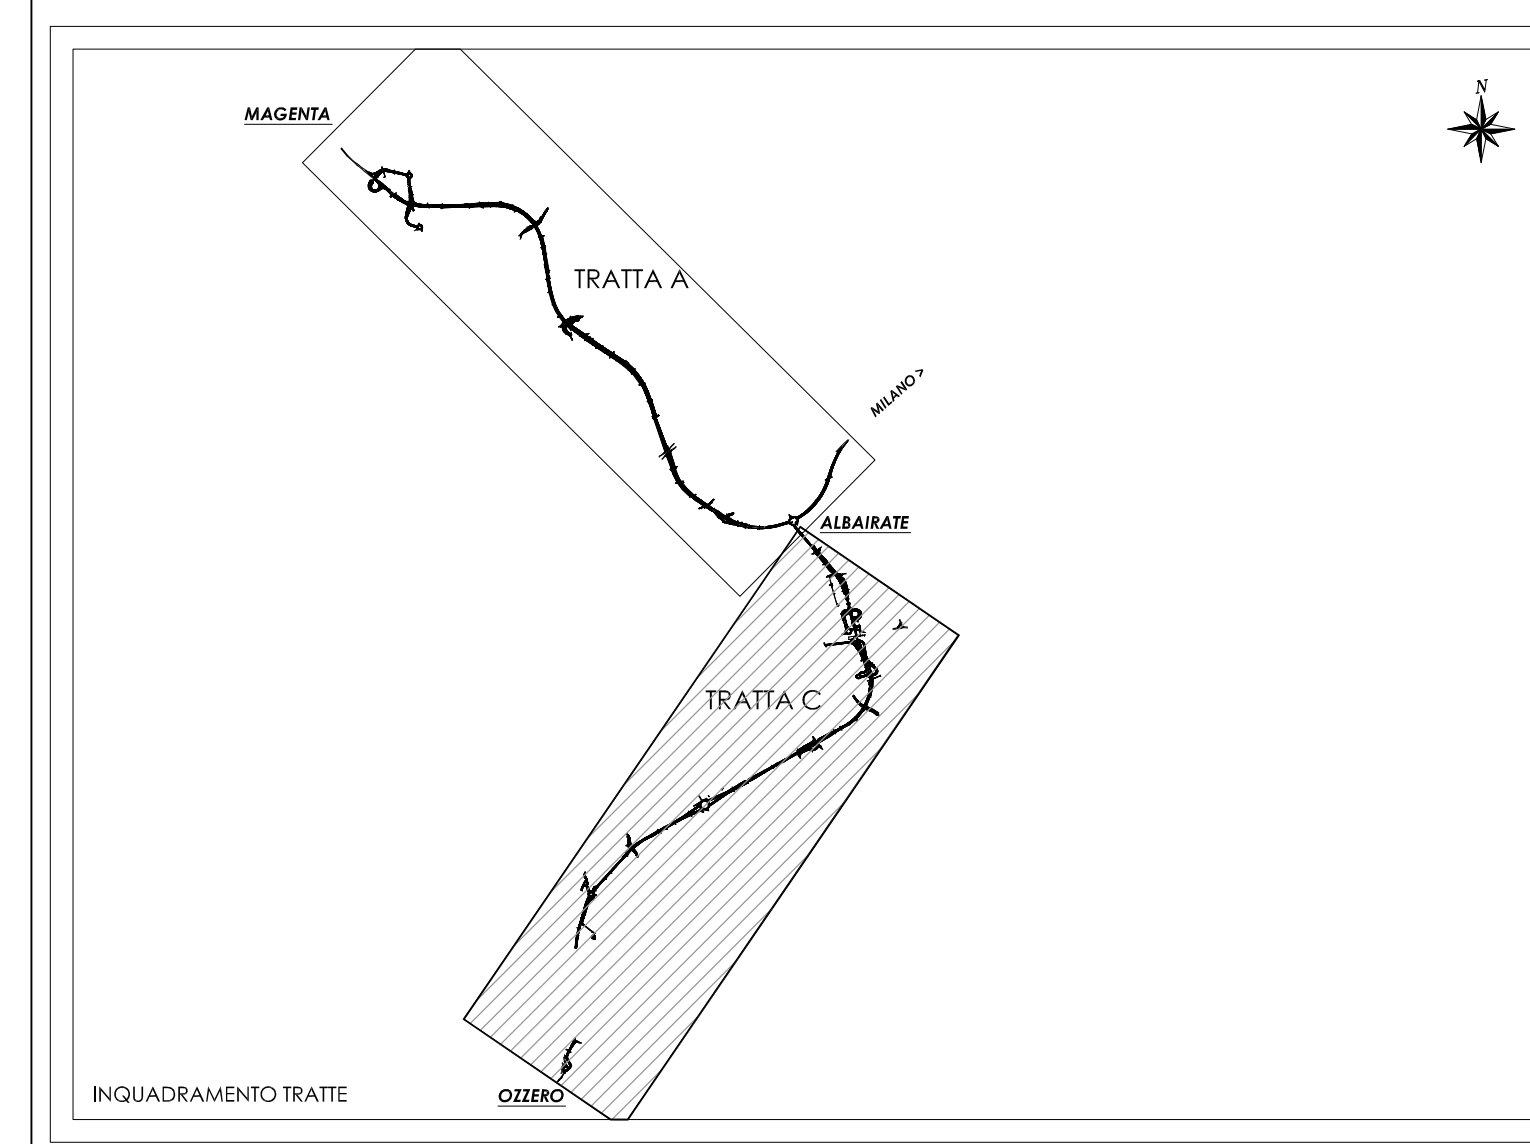 N
MAGENTA
TRATTA A
MILANO >
ALBAIRATE
TRATTA C
INQUADRAMENTO TRATTE
OZZERO